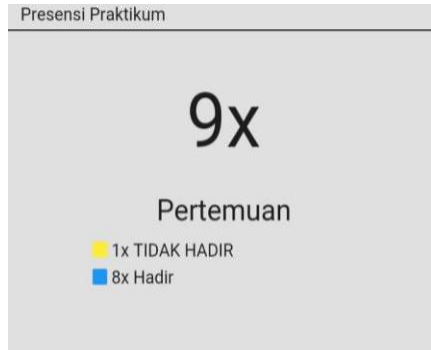 Presensi Praktikum
9x
Pertemuan
1x TIDAK HADIR
8x Hadir